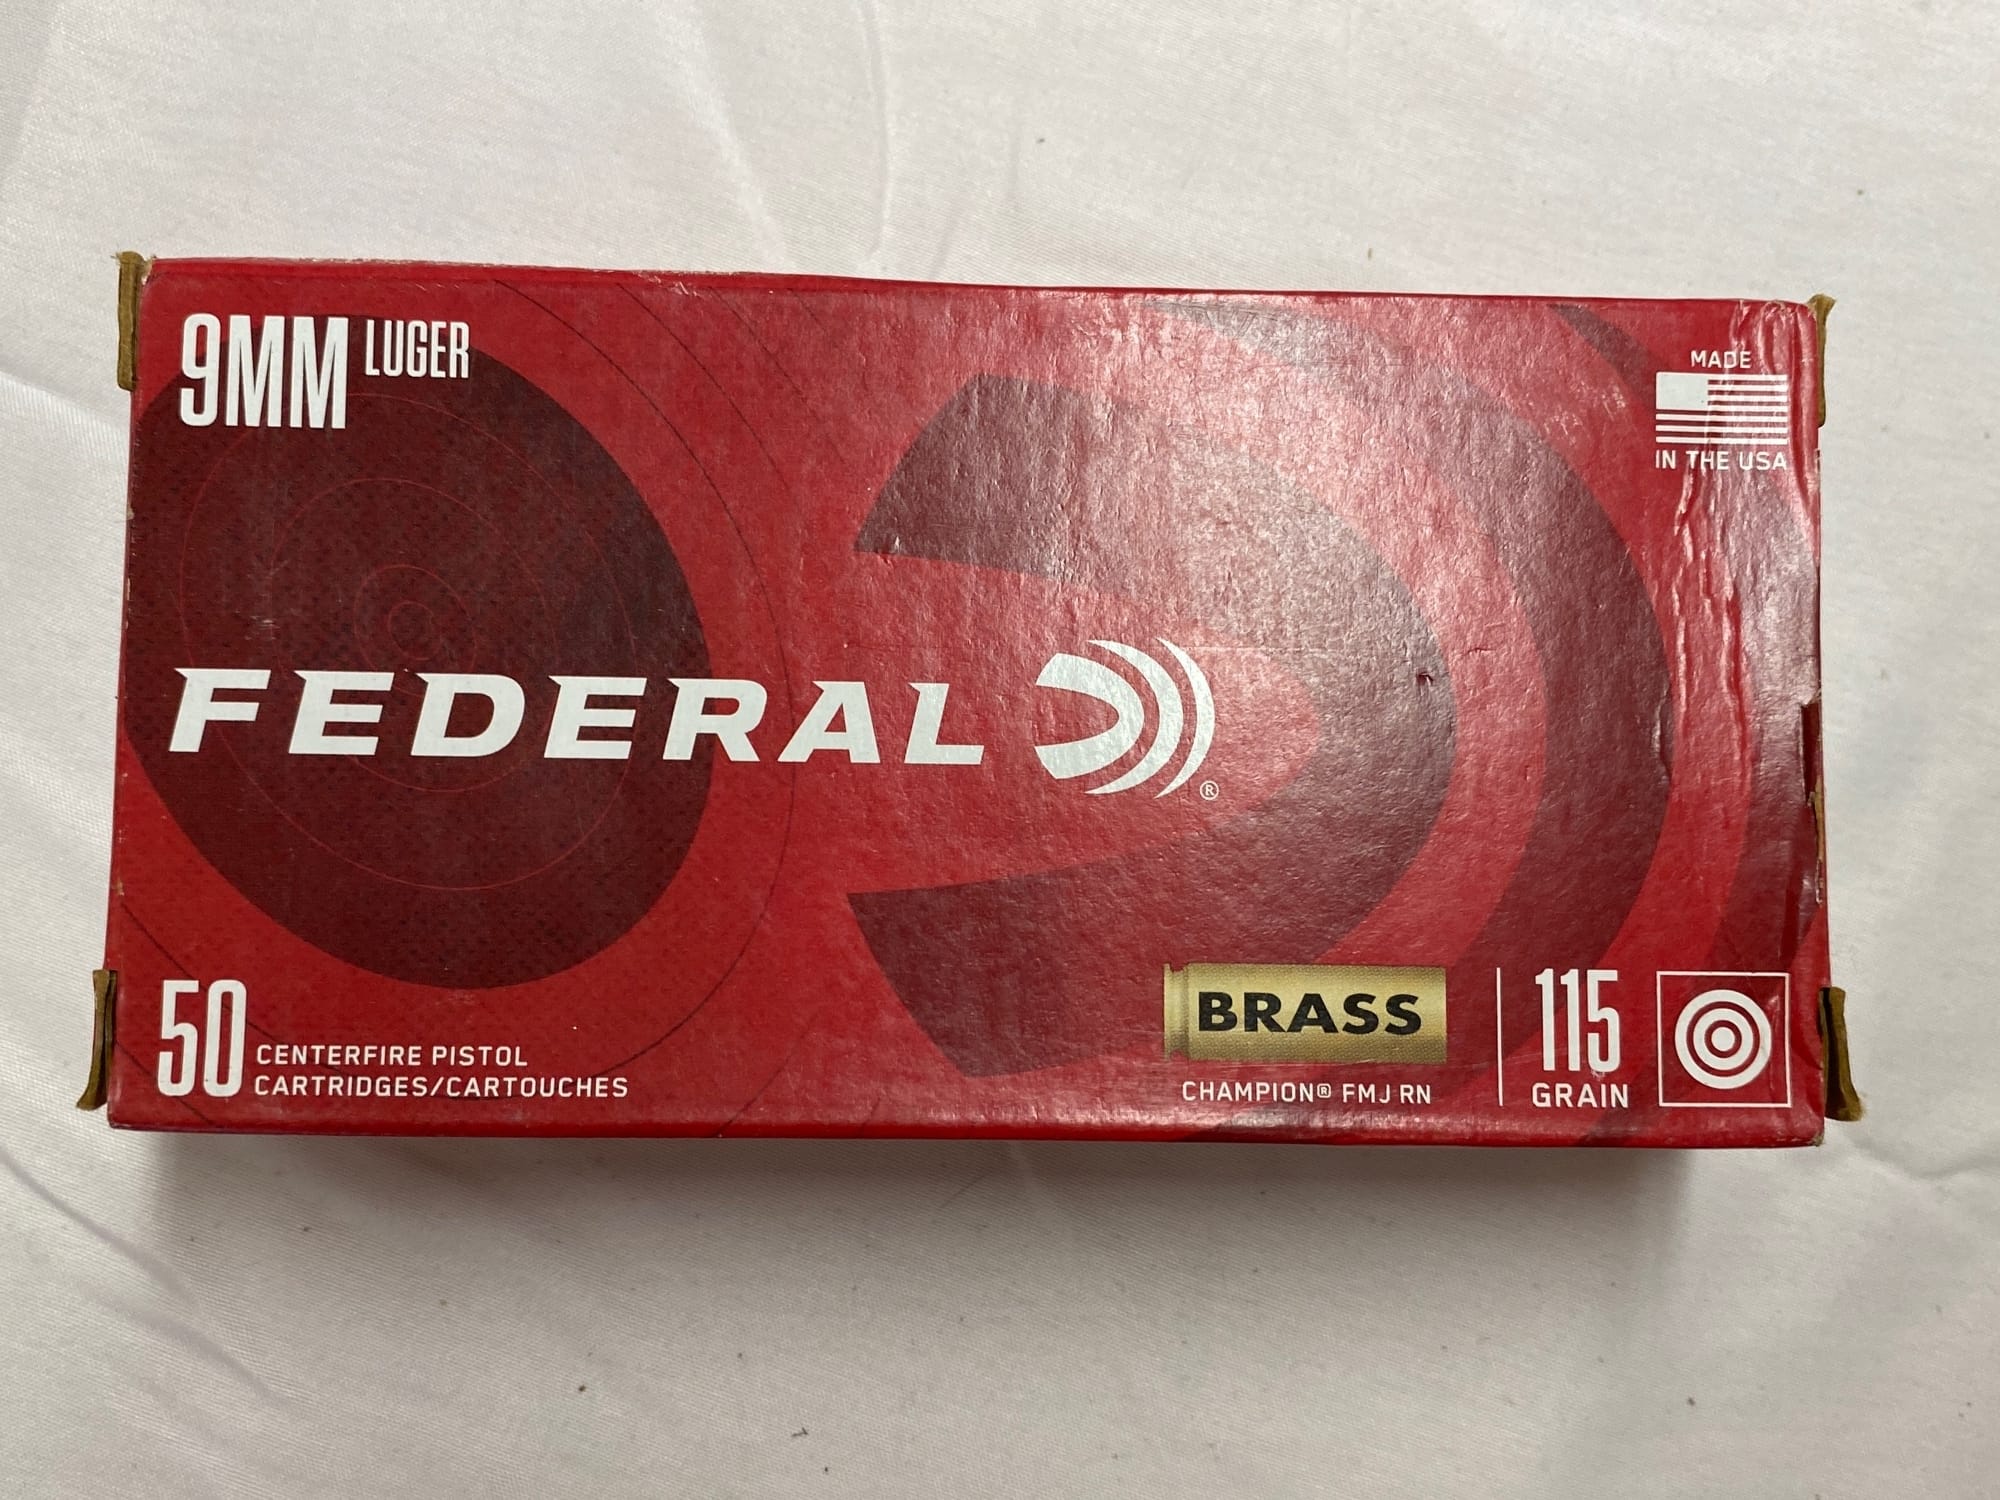 9MM LUGER
MADE
IN THE USA
FEDERAL ®
50 CENTERFIRE PISTOL
CARTRIDGES/CARTOUCHES
BRASS
CHAMPION® FMJ RN
115
GRAIN